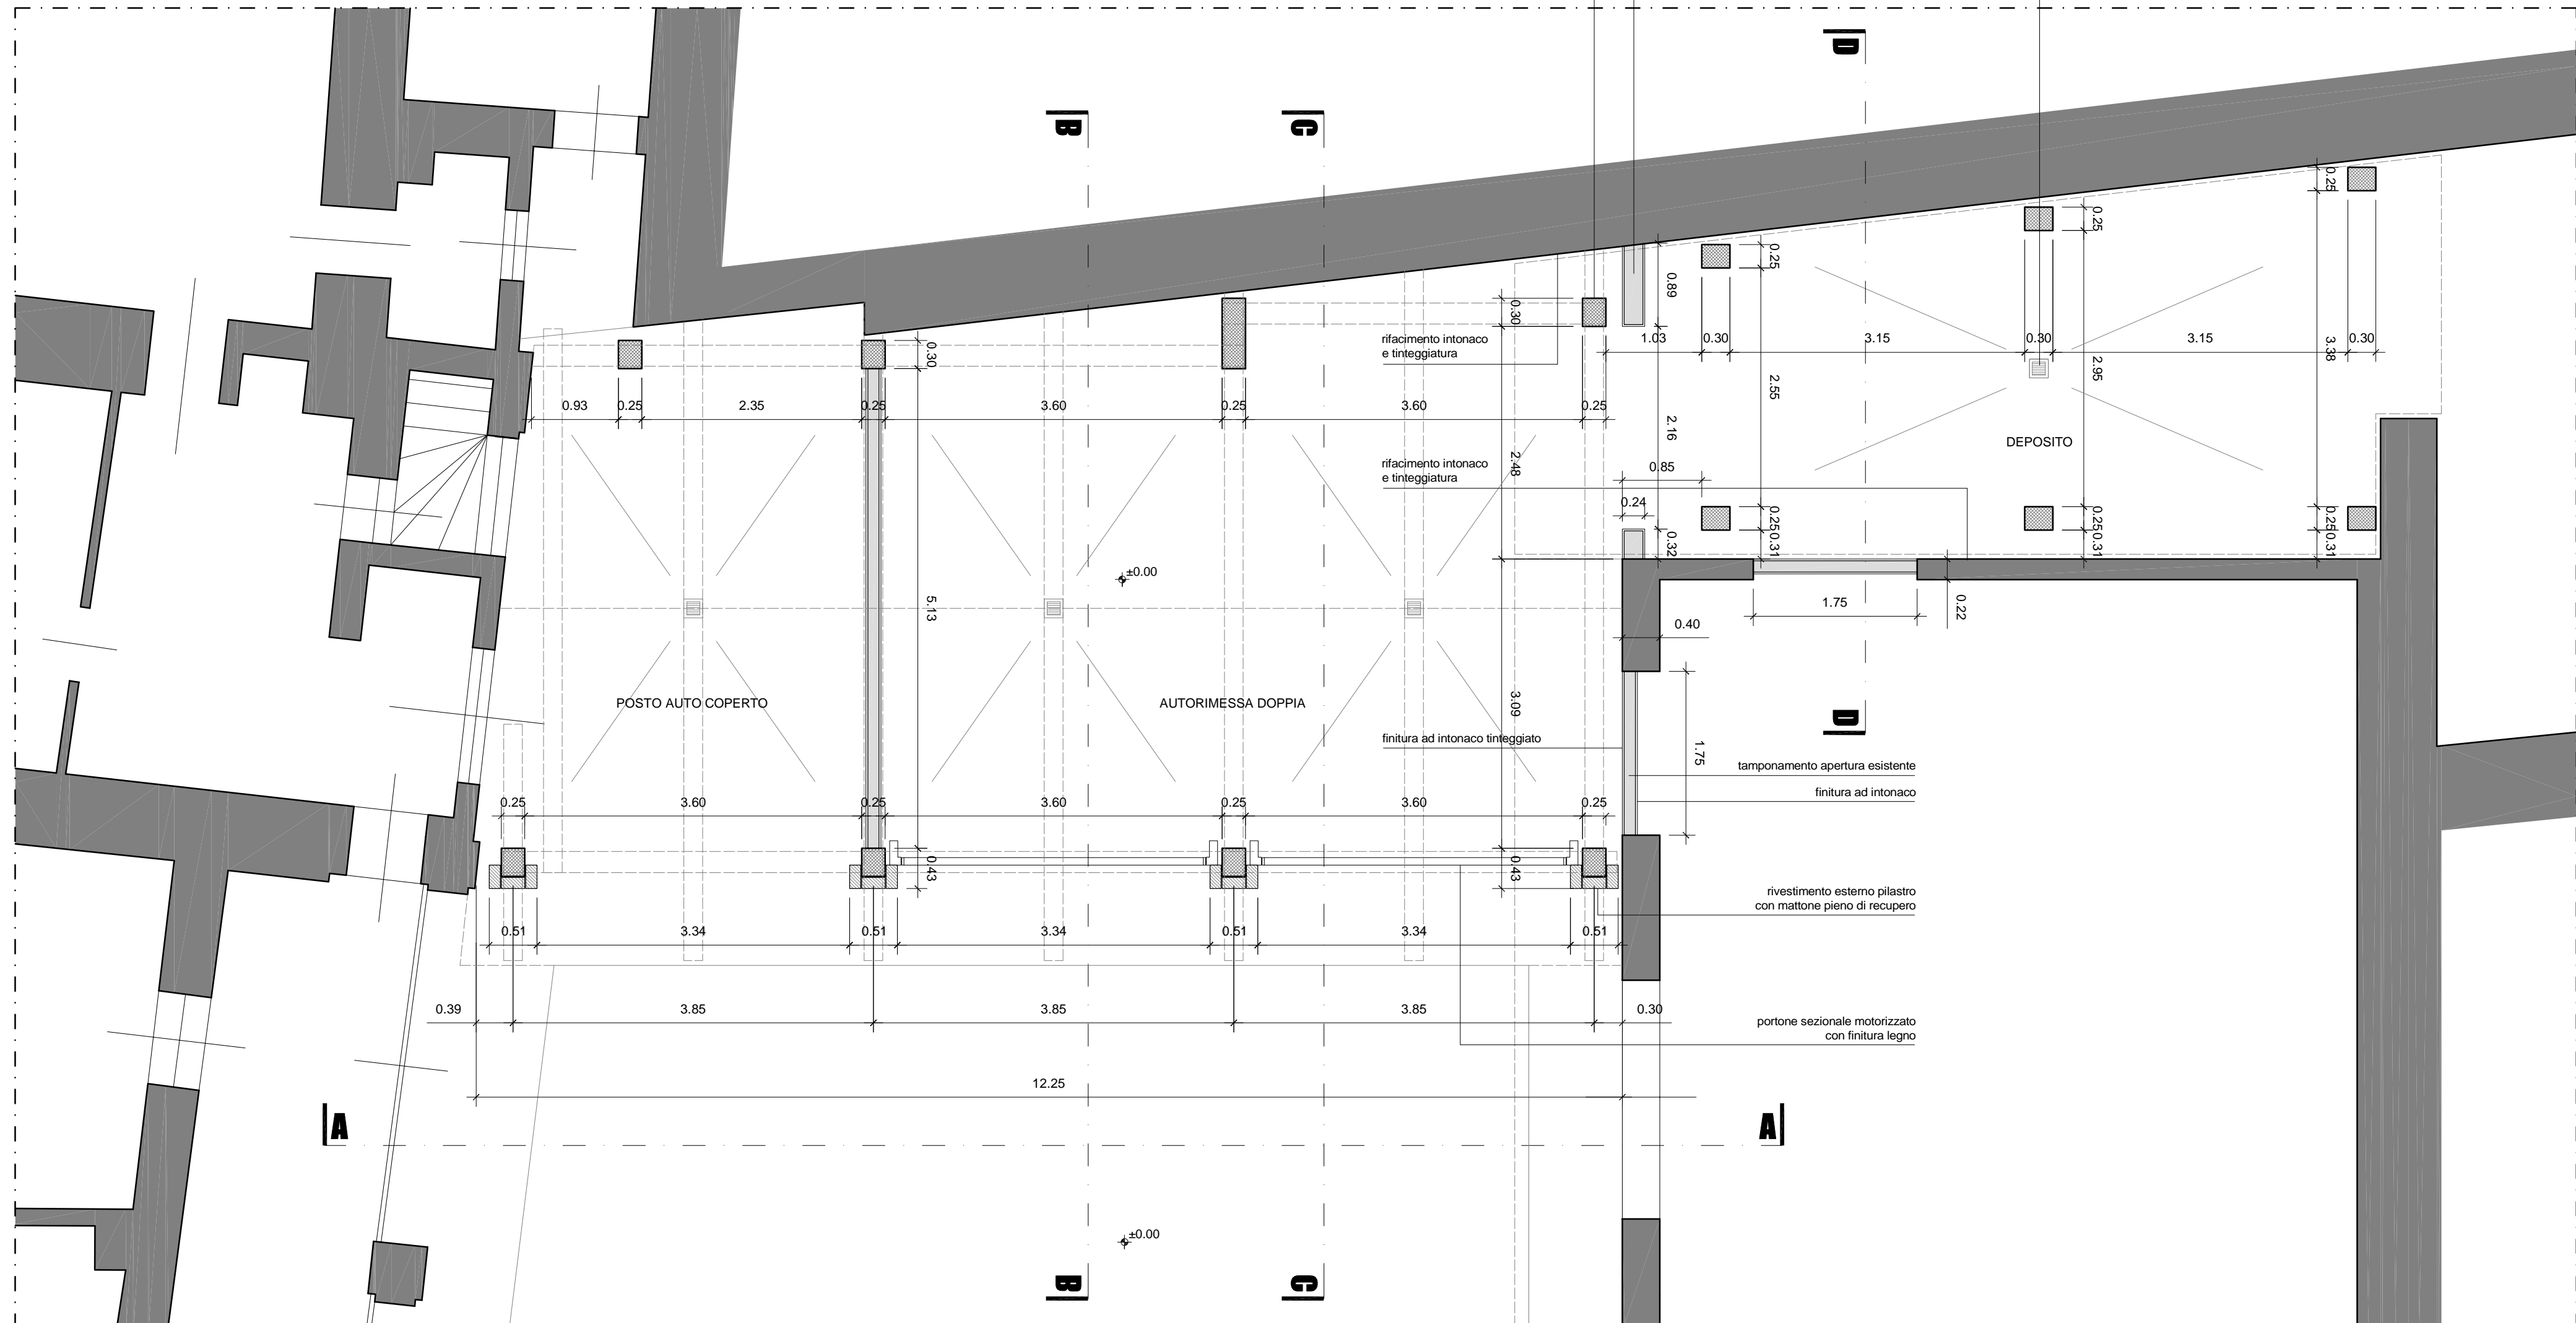 D
B
C
0.25
0.25
0.25
0.89
0.30
0.30
rifacimento intonaco
e tinteggiatura
1.03
0.30
3.15
0.30
3.15
0.30
3.38
2.95
2.55
0.93
0.25
2.35
0.25
3.60
0.25
3.60
0.25
2.16
2.48
DEPOSITO
rifacimento intonaco
e tinteggiatura
0.85
0.24
0.25
0.31
0.25
0.31
0.25
0.31
0.32
±0.00
5.13
1.75
0.22
0.40
POSTO AUTO COPERTO
AUTORIMESSA DOPPIA
3.09
D
finitura ad intonaco tinteggiato
1.75
tamponamento apertura esistente
finitura ad intonaco
0.25
3.60
0.25
3.60
0.25
3.60
0.25
0.43
0.43
rivestimento esterno pilastro
con mattone pieno di recupero
0.51
3.34
0.51
3.34
0.51
3.34
0.51
0.39
3.85
3.85
3.85
0.30
portone sezionale motorizzato
con finitura legno
12.25
A
A
±0.00
B
C